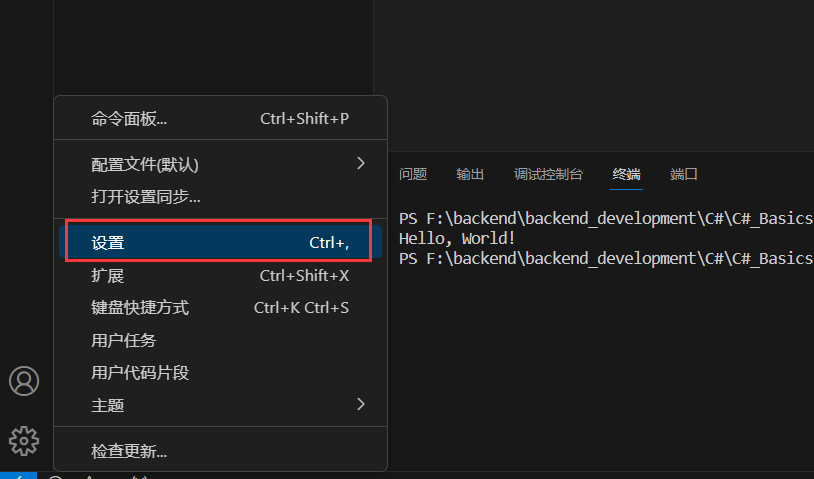 命令面板... Ctrl+Shift+P
配置文件(默认)
打开设置同步...
设置 Ctrl+,
扩展 Ctrl+Shift+X
键盘快捷方式 Ctrl+K Ctrl+S
用户任务
用户代码片段
主题
检查更新...
问题 输出 调试控制台 终端 端口
PS F:\backend\backend_development\C#\C#_Basics
Hello, World!
PS F:\backend\backend_development\C#\C#_Basics